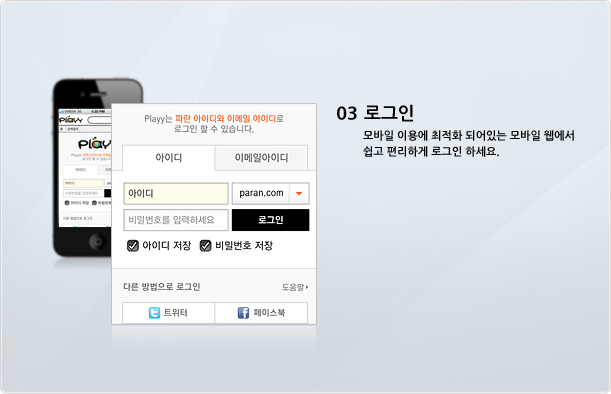 Playy
Playy
Playy는 파란 아이디와 이메일 아이디로
로그인 할 수 있습니다.
아이디
이메일아이디
아이디
paran.com
비밀번호를 입력하세요
로그인
아이디 저장
비밀번호 저장
다른 방법으로 로그인
도움말
트위터
페이스북
03 로그인
모바일 이용에 최적화 되어있는 모바일 웹에서
쉽고 편리하게 로그인 하세요.